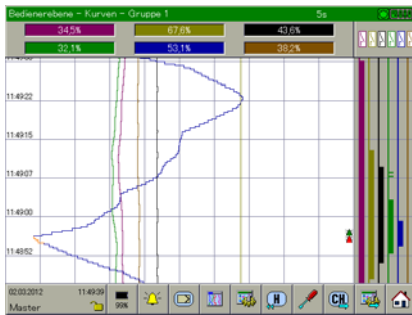 Bedienerebene - Kurven - Gruppe 1 5s
34,5% 67,6% 43,6%
32,1% 53,1% 38,2%
11:49:22
11:49:15
11:49:07
11:49:00
11:48:52
02.03.2012 11:49:39
Master 99% H CH